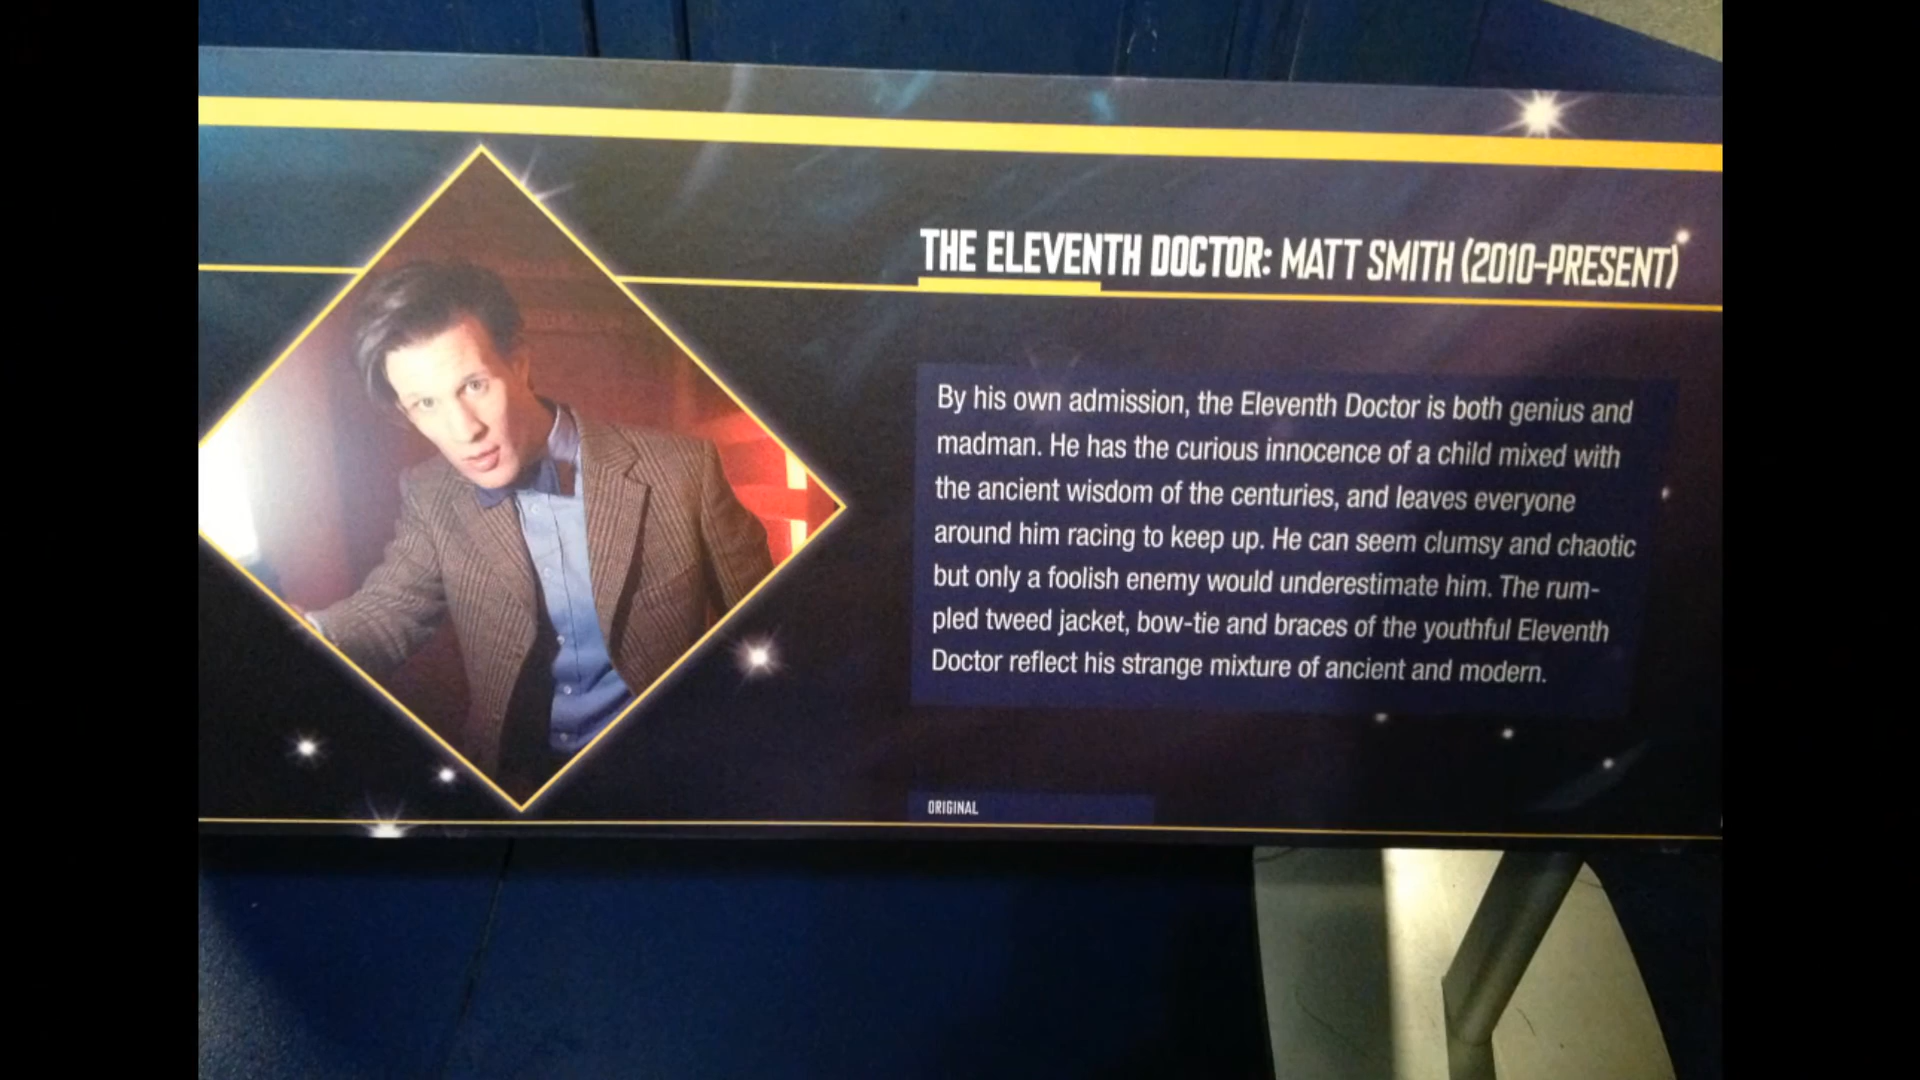 THE ELEVENTH DOCTOR: MATT SMITH (2010-PRESENT)
By his own admission, the Eleventh Doctor is both genius and
madman. He has the curious innocence of a child mixed with
the ancient wisdom of the centuries, and leaves everyone
around him racing to keep up. He can seem clumsy and chaotic
but only a foolish enemy would underestimate him. The rum-
pled tweed jacket, bow-tie and braces of the youthful Eleventh
Doctor reflect his strange mixture of ancient and modern.
ORIGINAL